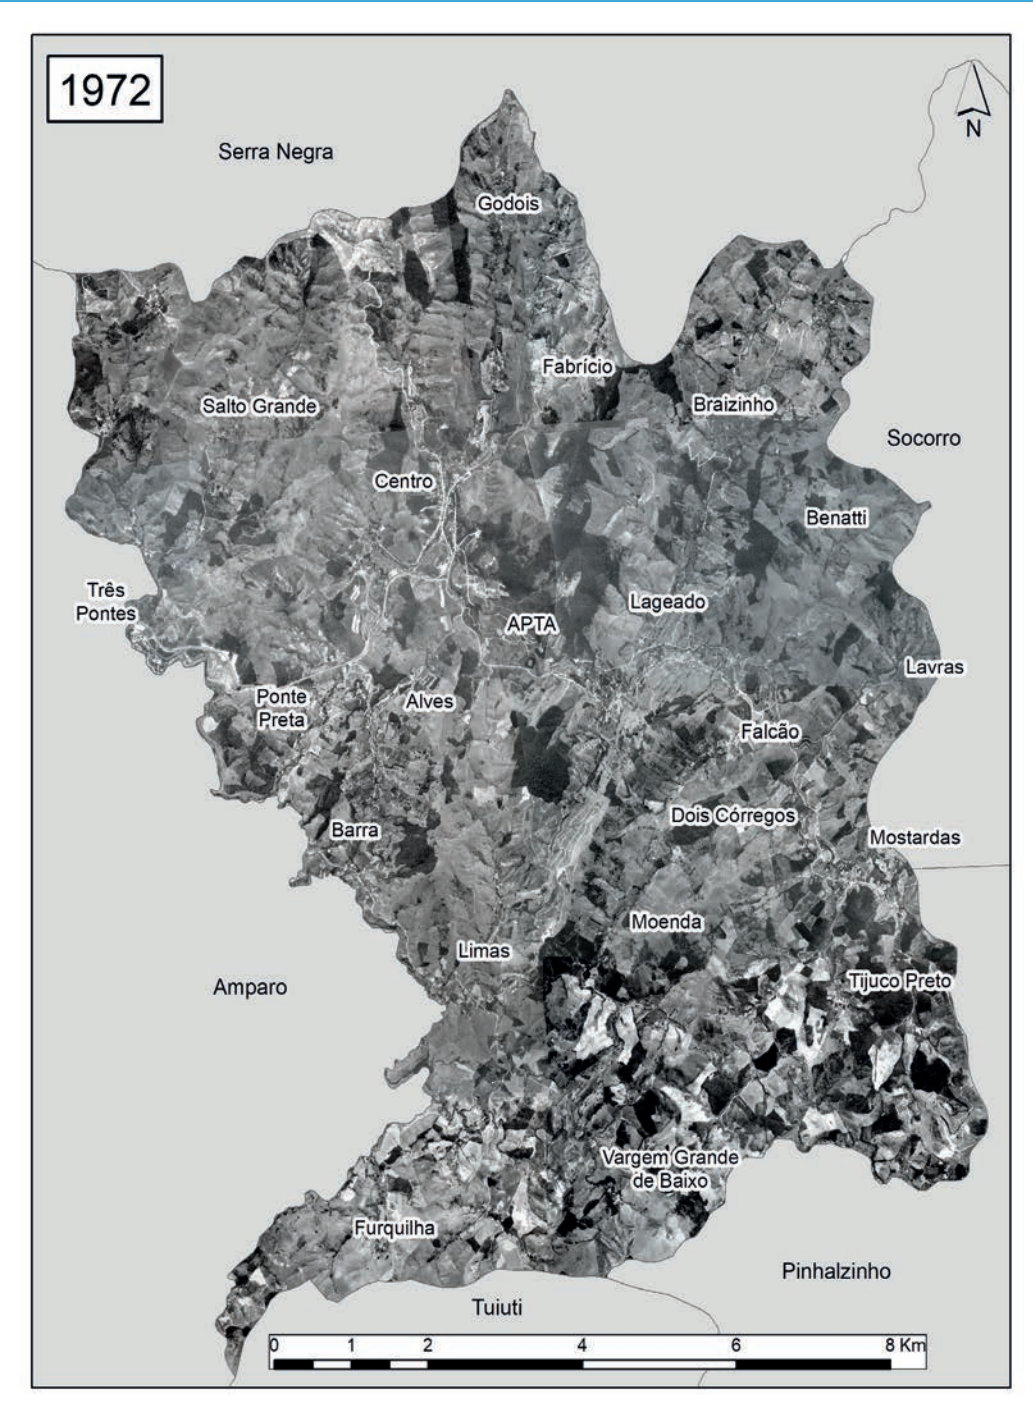 1972
N
Serra Negra
Godois
Fabrício
Salto Grande
Braizinho
Socorro
Centro
Benatti
Três
Pontes
Lageado
APTA
Lavras
Ponte
Preta
Alves
Falcão
Dois Córregos
Barra
Mostardas
Moenda
Limas
Tijuco Preto
Amparo
Vargem Grande
de Baixo
Furquilha
Pinhalzinho
Tuiuti
0 1 2 4 6 8 Km